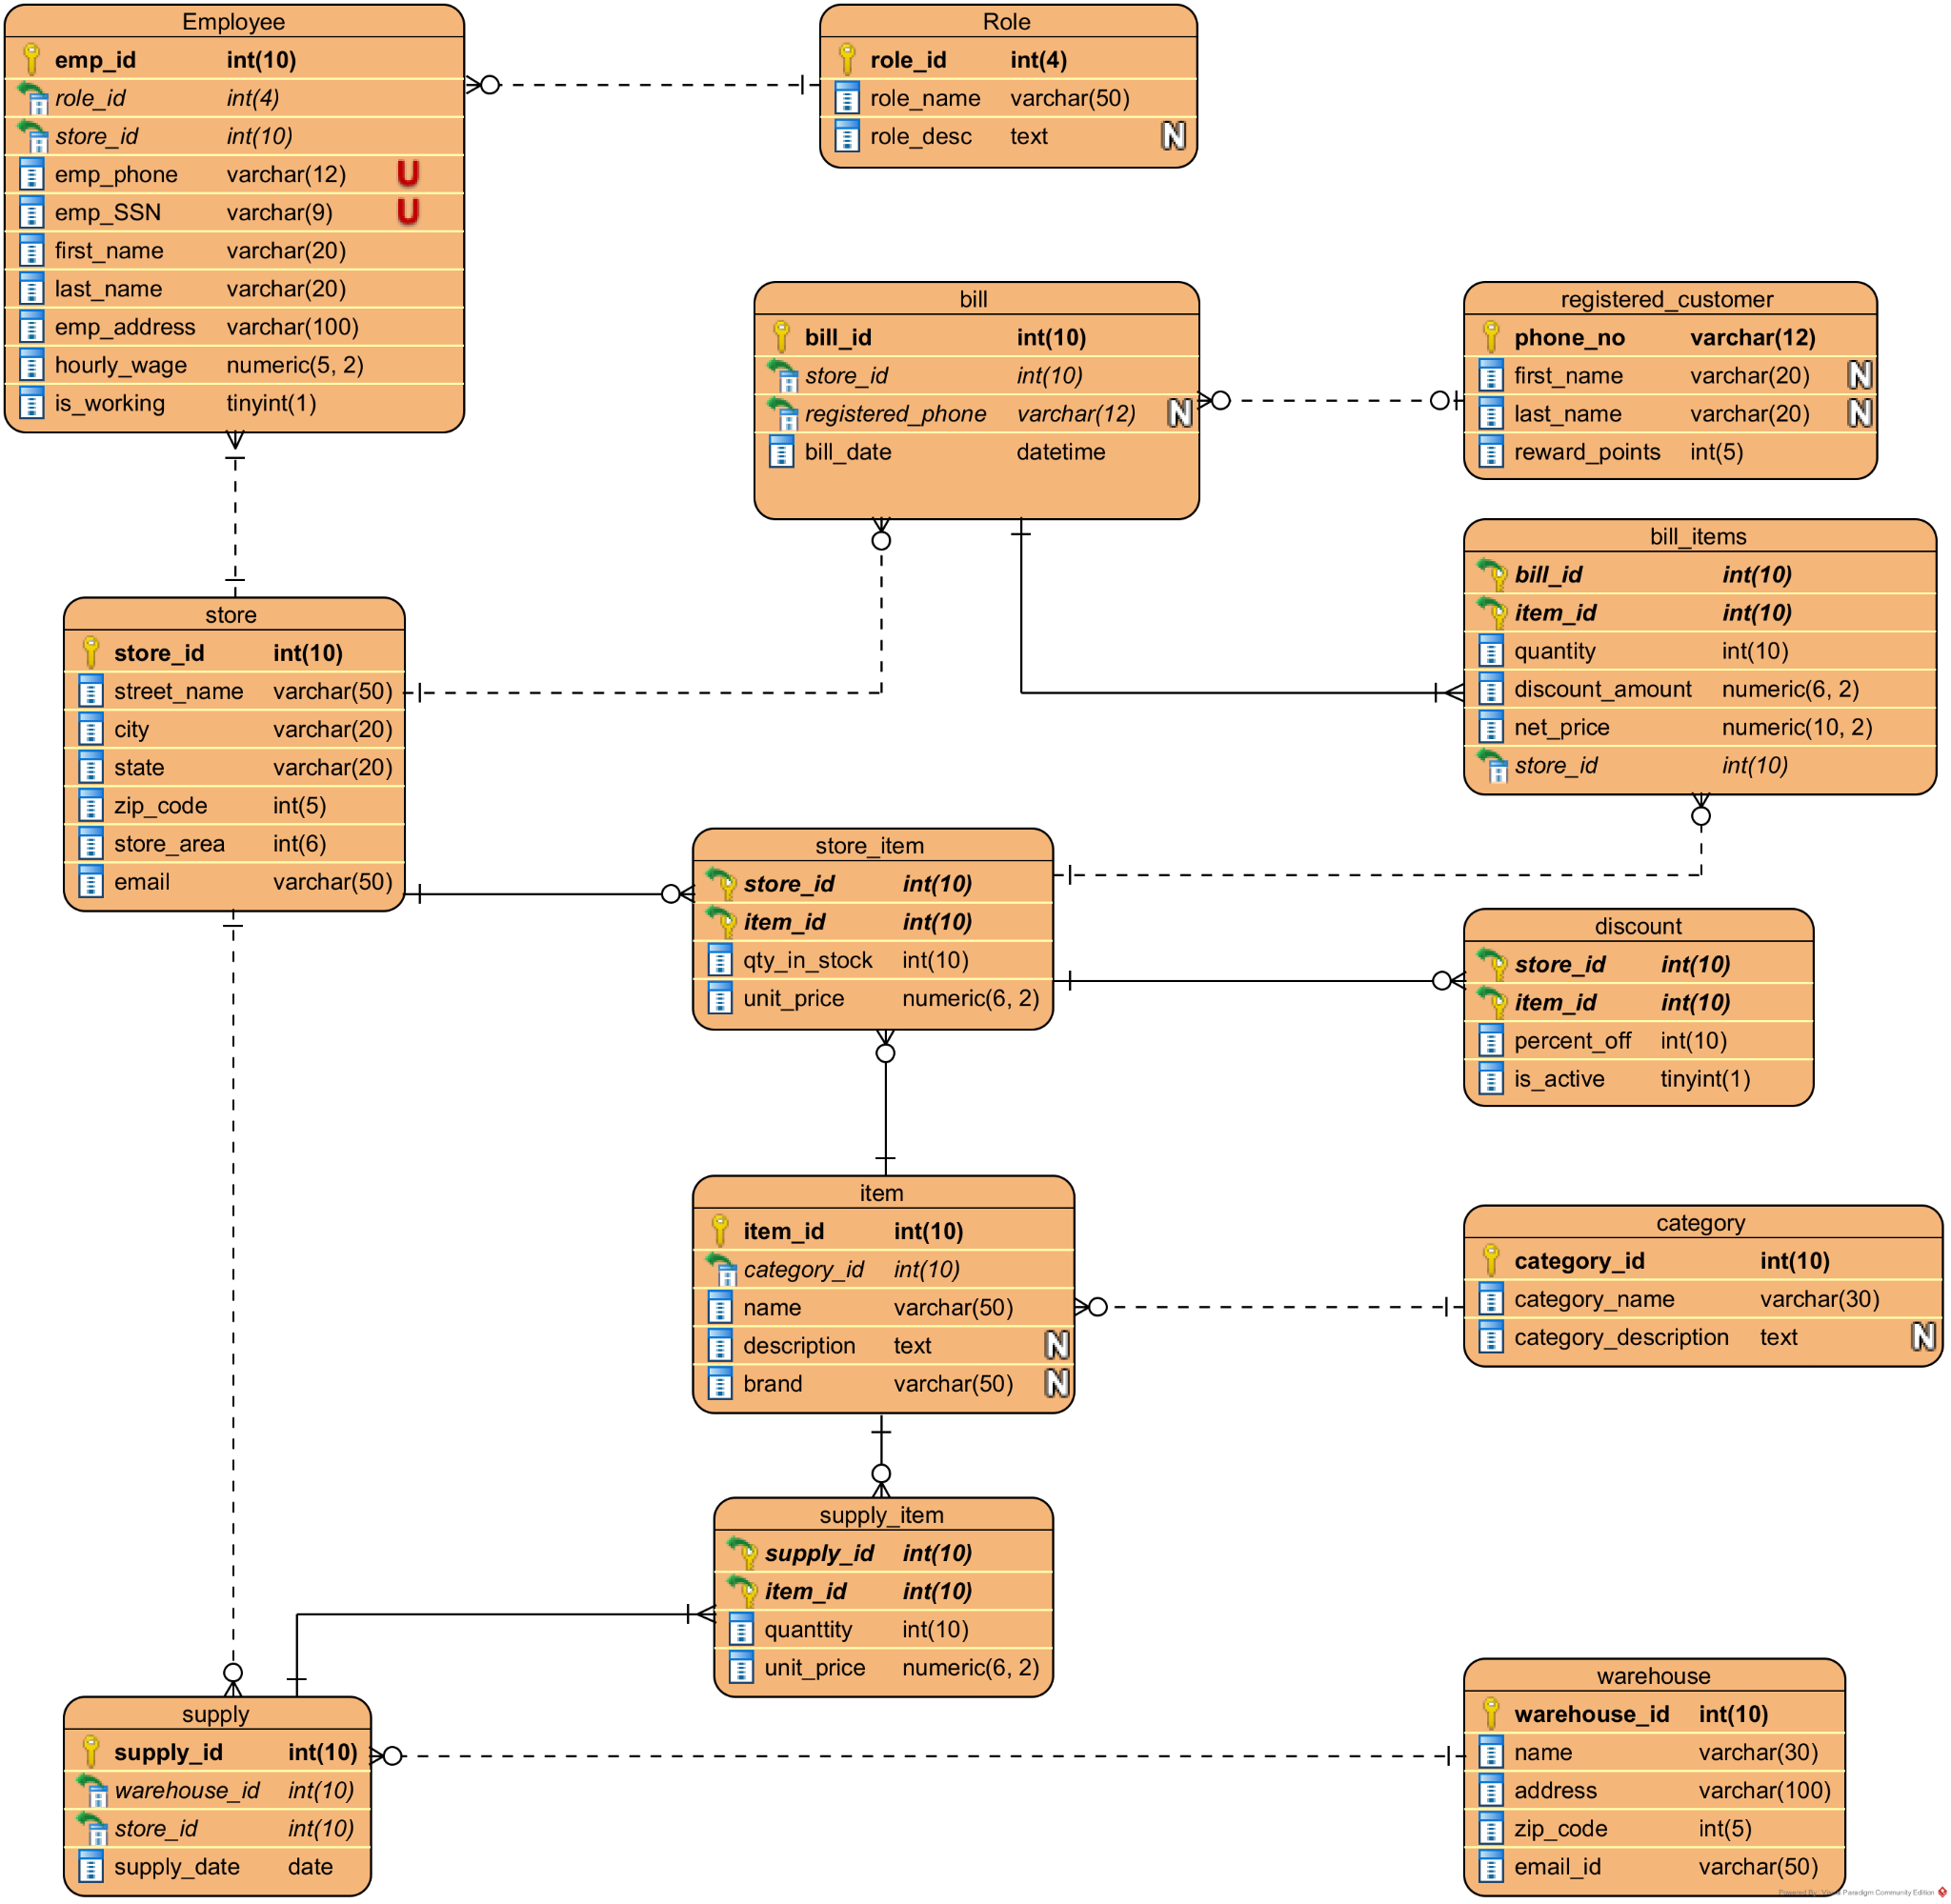 Employee
emp_id int(10)
role_id int(4)
store_id int(10)
emp_phone varchar(12) U
emp_SSN varchar(9) U
first_name varchar(20)
last_name varchar(20)
emp_address varchar(100)
hourly_wage numeric(5, 2)
is_working tinyint(1)
Role
role_id int(4)
role_name varchar(50)
role_desc text N
bill
bill_id int(10)
store_id int(10)
registered_phone varchar(12) N
bill_date datetime
registered_customer
phone_no varchar(12)
first_name varchar(20) N
last_name varchar(20) N
reward_points int(5)
bill_items
bill_id int(10)
item_id int(10)
quantity int(10)
discount_amount numeric(6, 2)
net_price numeric(10, 2)
store_id int(10)
store
store_id int(10)
street_name varchar(50)
city varchar(20)
state varchar(20)
zip_code int(5)
store_area int(6)
email varchar(50)
store_item
store_id int(10)
item_id int(10)
qty_in_stock int(10)
unit_price numeric(6, 2)
discount
store_id int(10)
item_id int(10)
percent_off int(10)
is_active tinyint(1)
item
item_id int(10)
category_id int(10)
name varchar(50)
description text N
brand varchar(50) N
category
category_id int(10)
category_name varchar(30)
category_description text N
supply_item
supply_id int(10)
item_id int(10)
quanttity int(10)
unit_price numeric(6, 2)
supply
supply_id int(10)
warehouse_id int(10)
store_id int(10)
supply_date date
warehouse
warehouse_id int(10)
name varchar(30)
address varchar(100)
zip_code int(5)
email_id varchar(50)
Powered By: Visual Paradigm Community Edition